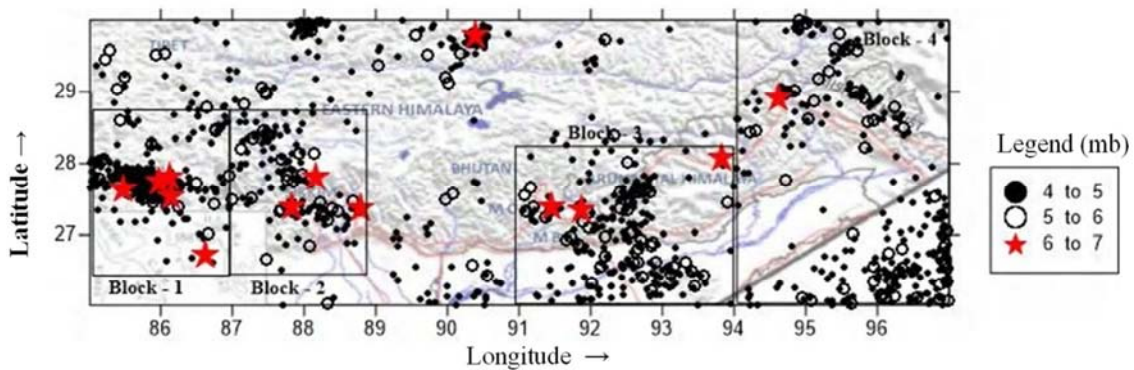 TIBET
Block - 4
29
EASTERN HIMALAYA
Legend (mb)
Block - 3
28
BHUTAN
HIMALAYA
4 to 5
5 to 6
6 to 7
27
Block - 1
Block - 2
Latitude →
86 87 88 89 90 91 92 93 94 95 96
Longitude →